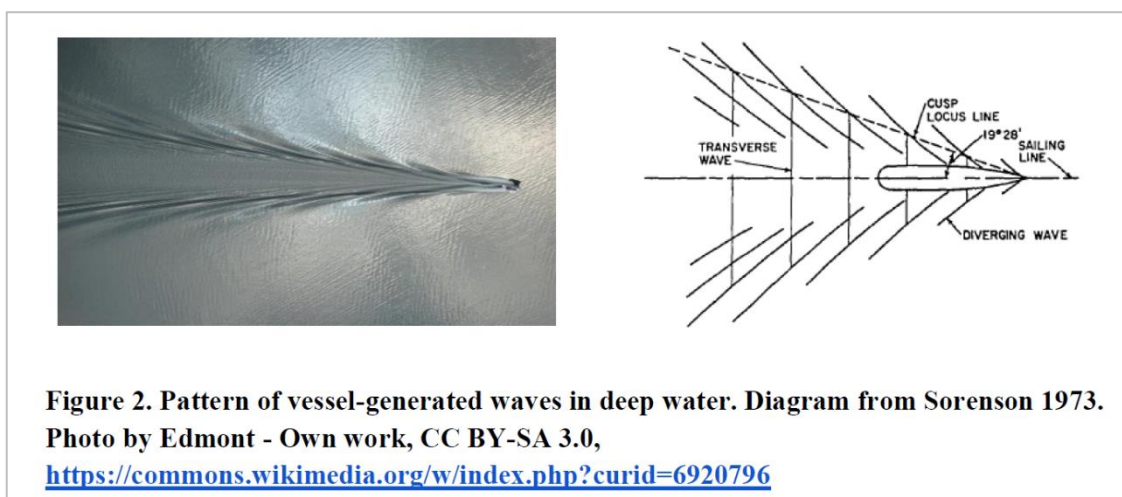 CUSP
LOCUS LINE
19°28'
SAILING
LINE
TRANSVERSE
WAVE
DIVERGING WAVE
Figure 2. Pattern of vessel-generated waves in deep water. Diagram from Sorenson 1973.
Photo by Edmont - Own work, CC BY-SA 3.0,
https://commons.wikimedia.org/w/index.php?curid=6920796